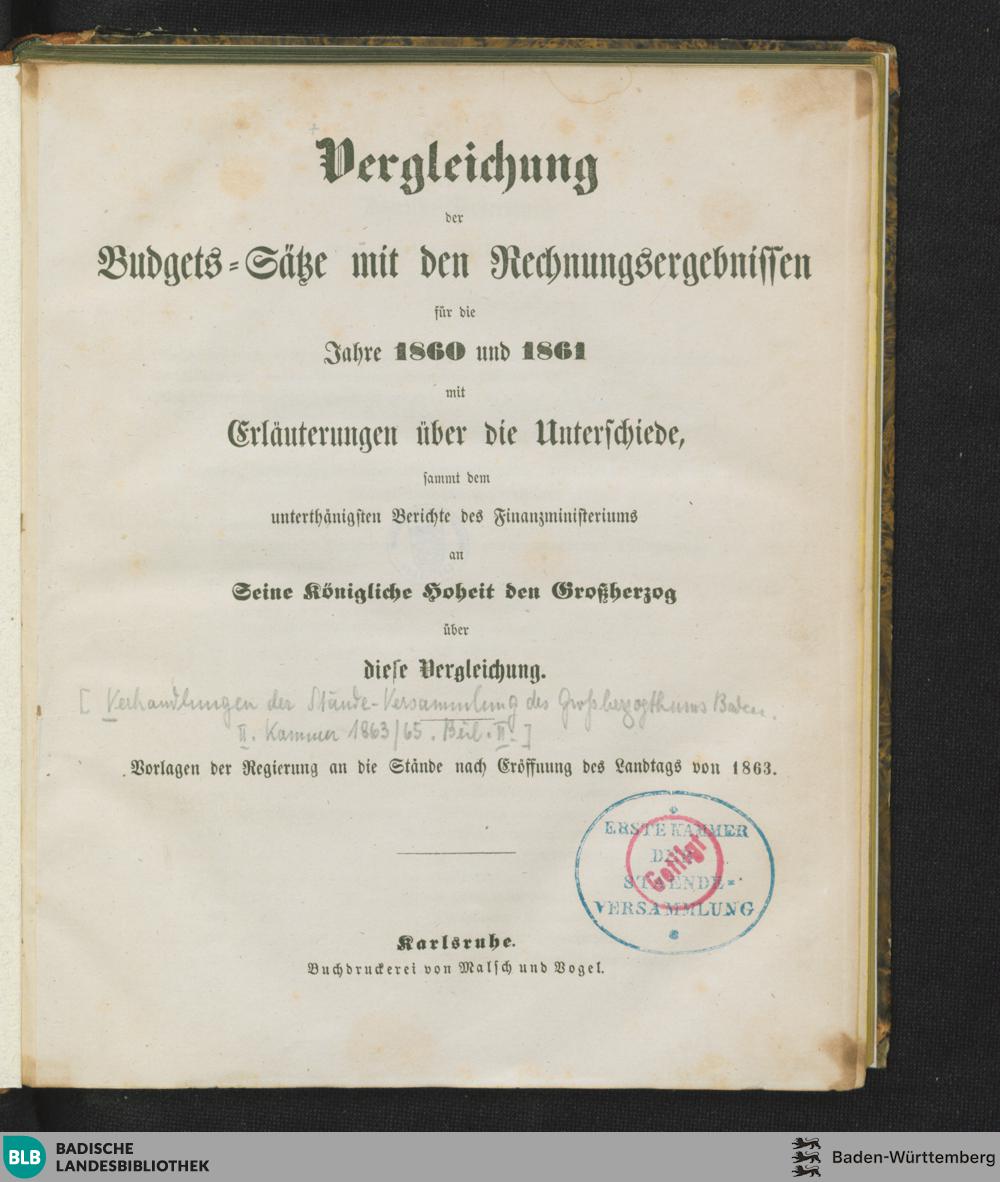 Vergleichung
der
Budgets=Sätze mit den Rechnungsergebnissen
für die
Jahre 1860 und 1861
mit
Erläuterungen über die Unterschiede,
sammt dem
unterthänigsten Berichte des Finanzministeriums
an
Seine Königliche Hoheit den Großherzog
über
diese Vergleichung.
[Verhandlungen der Stände-Versammlung des Großherzogthums Baden.
II. Kammer 1863/65. Beil. II.]
Vorlagen der Regierung an die Stände nach Eröffnung des Landtags von 1863.
ERSTE KAMMER
DER
STAENDE=
VERSAMMLUNG
Getilgt
Karlsruhe.
Buchdruckerei von Malsch und Vogel.
BLB
BADISCHE
LANDESBIBLIOTHEK
Baden-Württemberg